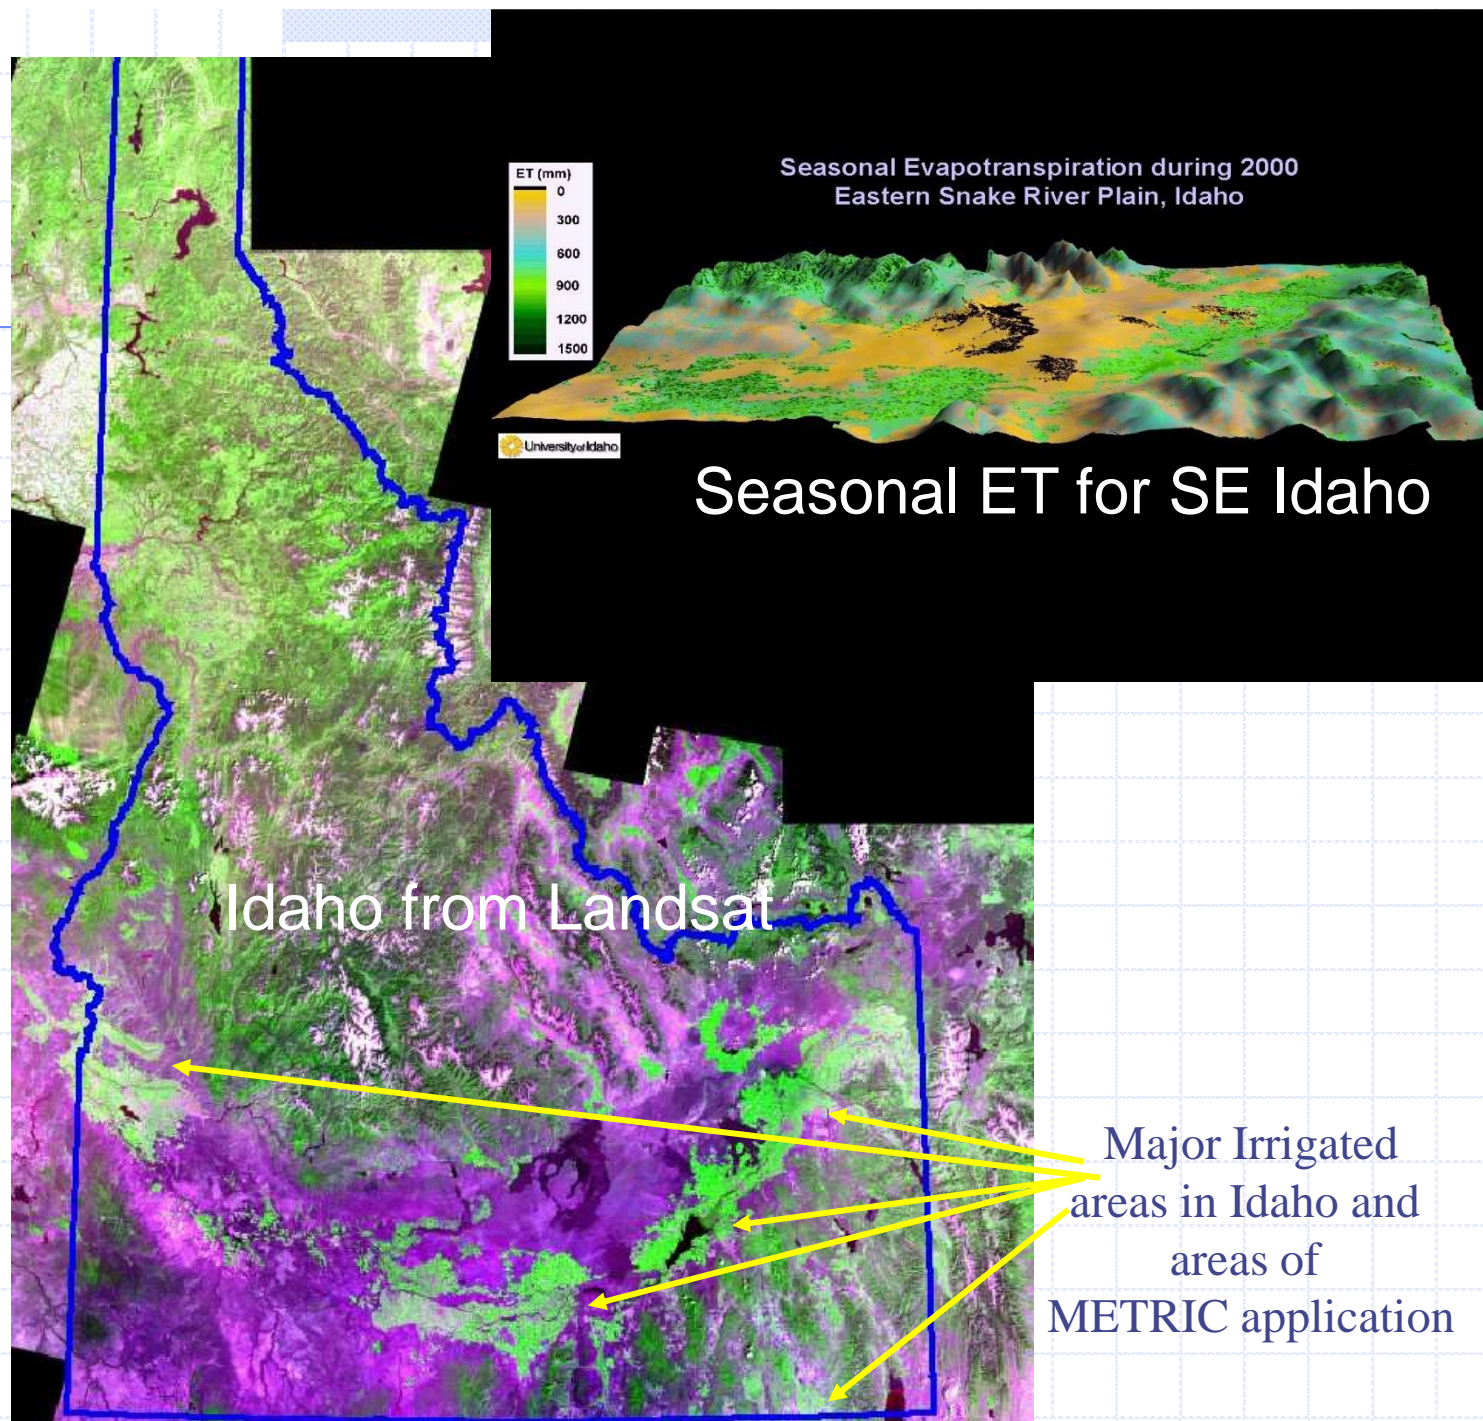 Seasonal Evapotranspiration during 2000
Eastern Snake River Plain, Idaho
ET (mm)
0
300
600
900
1200
1500
University of Idaho
Seasonal ET for SE Idaho
Idaho from Landsat
Major Irrigated
areas in Idaho and
areas of
METRIC application